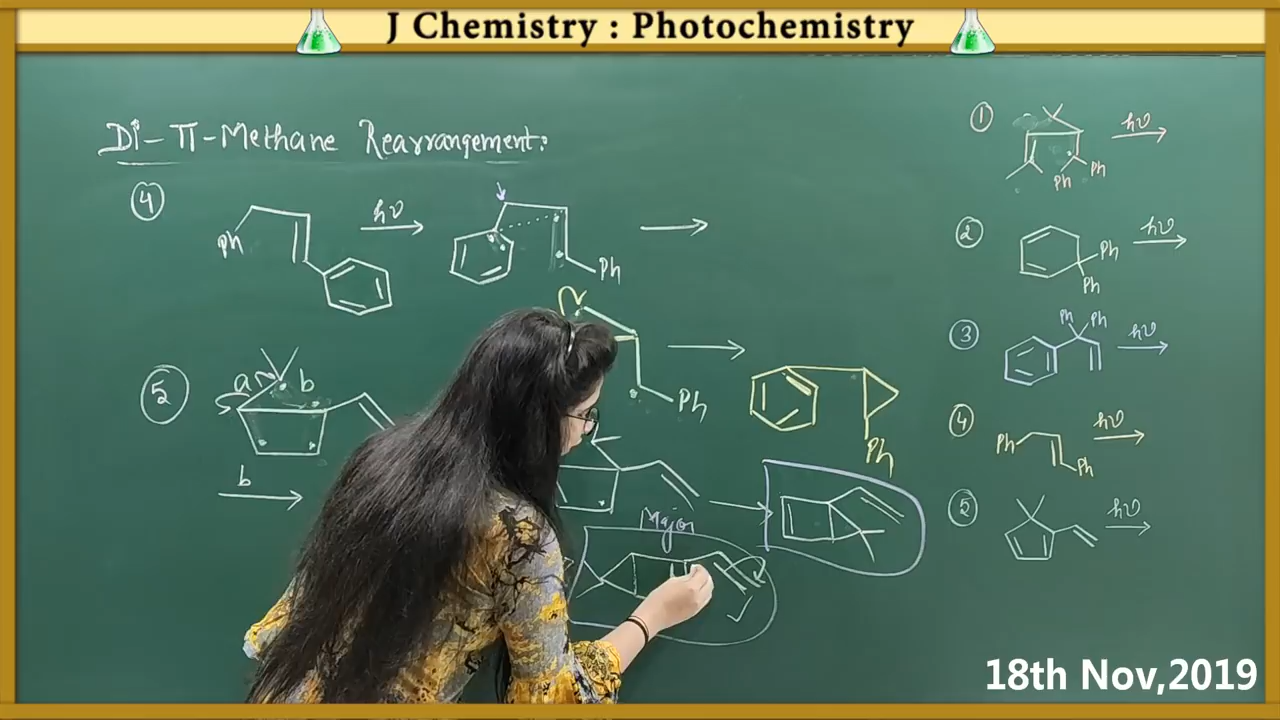 J Chemistry : Photochemistry
Di-π-Methane Rearrangement:
④
Ph
hν
Ph
Ph
Ph
⑤
a
b
b
Major
① hν
Ph Ph
② hν
Ph
Ph
③ Ph Ph hν
④ Ph hν
Ph
⑤ hν
18th Nov,2019